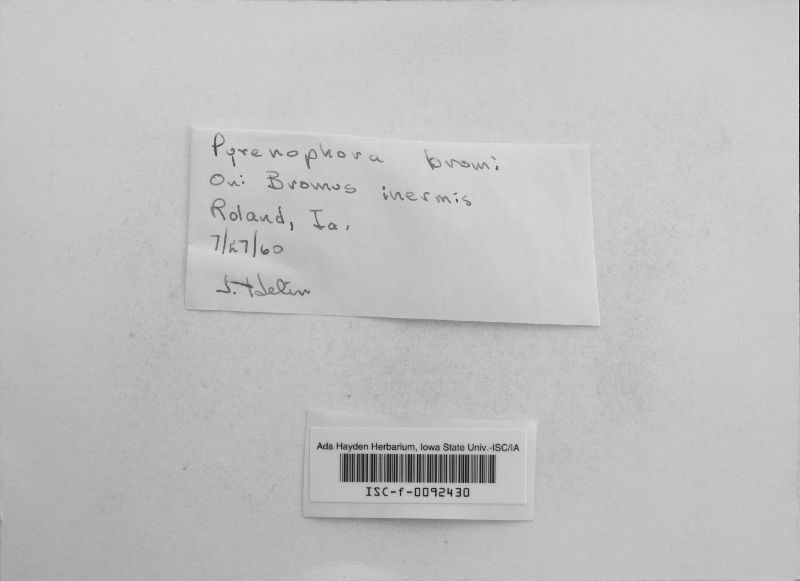 Pyrenophora bromi
On: Bromus inermis
Roland, Ia.
7/27/60
Ada Hayden Herbarium, Iowa State Univ.-ISC/IA
ISC-f-0092430